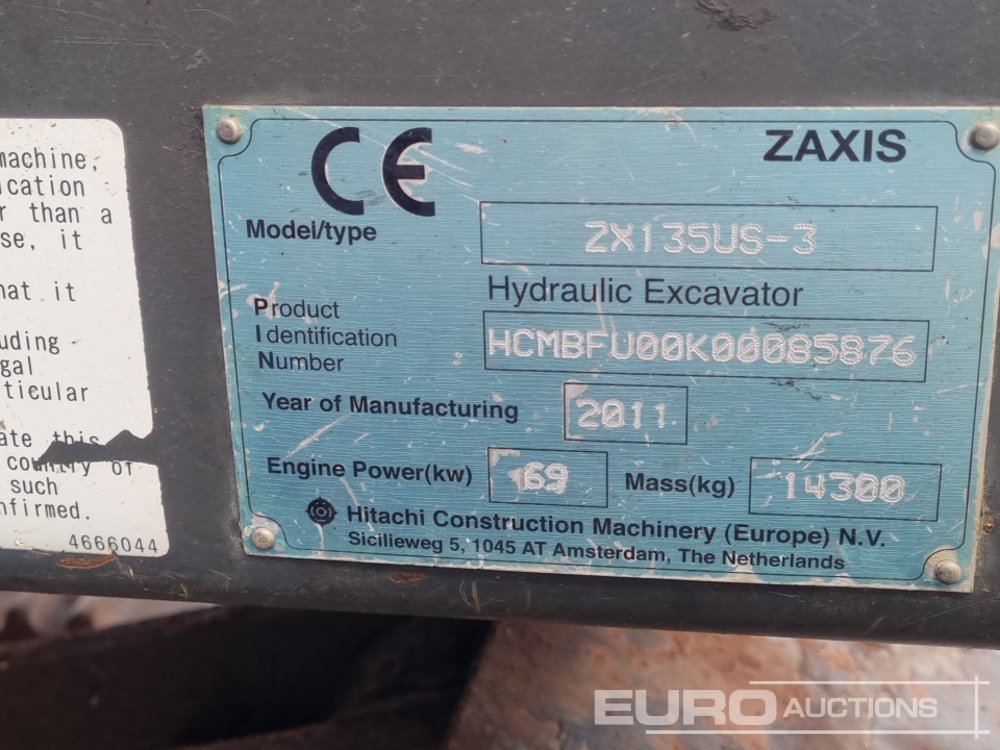 machine,
ication
r than a
se, it
hat it
uding
gal
ticular
ate this
country of
such
nfirmed.
4666044
CE
ZAXIS
Model/type
ZX135US-3
Hydraulic Excavator
Product
Identification
Number
HCMBFU00K00085876
Year of Manufacturing
2011
Engine Power(kw)
69
Mass(kg)
14300
Hitachi Construction Machinery (Europe) N.V.
Sicilieweg 5, 1045 AT Amsterdam, The Netherlands
EURO AUCTIONS